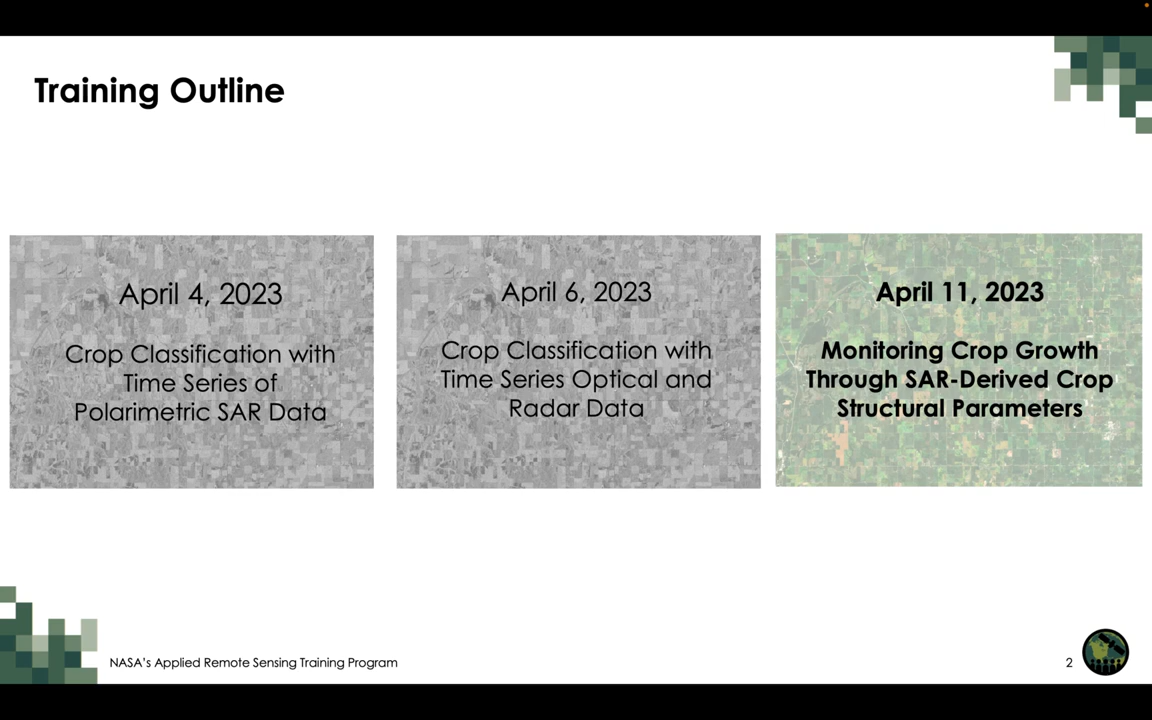 Training Outline
April 4, 2023
Crop Classification with
Time Series of
Polarimetric SAR Data
April 6, 2023
Crop Classification with
Time Series Optical and
Radar Data
April 11, 2023
Monitoring Crop Growth
Through SAR-Derived Crop
Structural Parameters
NASA's Applied Remote Sensing Training Program
2